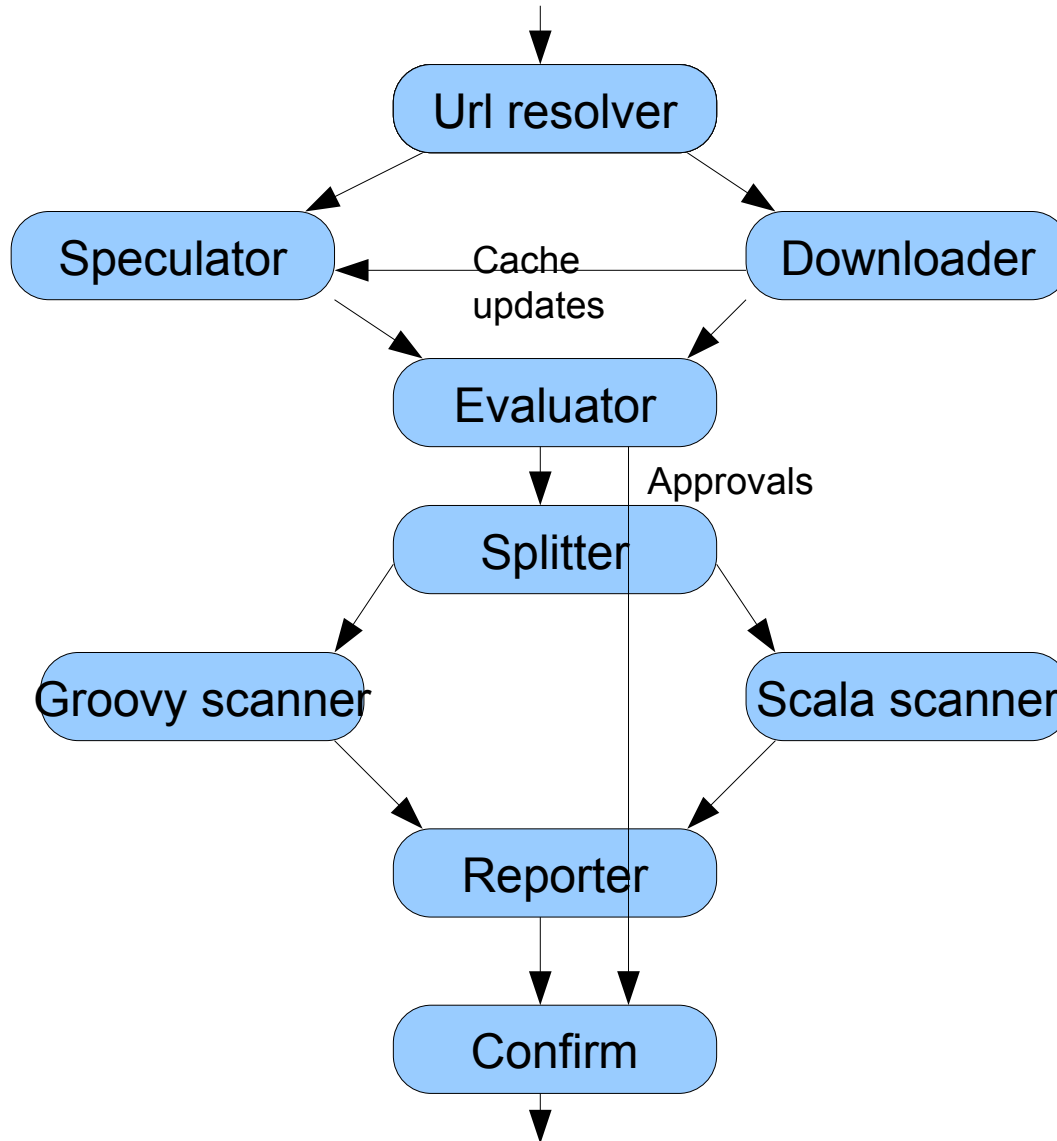 Url resolver
Speculator
Cache
updates
Downloader
Evaluator
Approvals
Splitter
Groovy scanner
Scala scanner
Reporter
Confirm